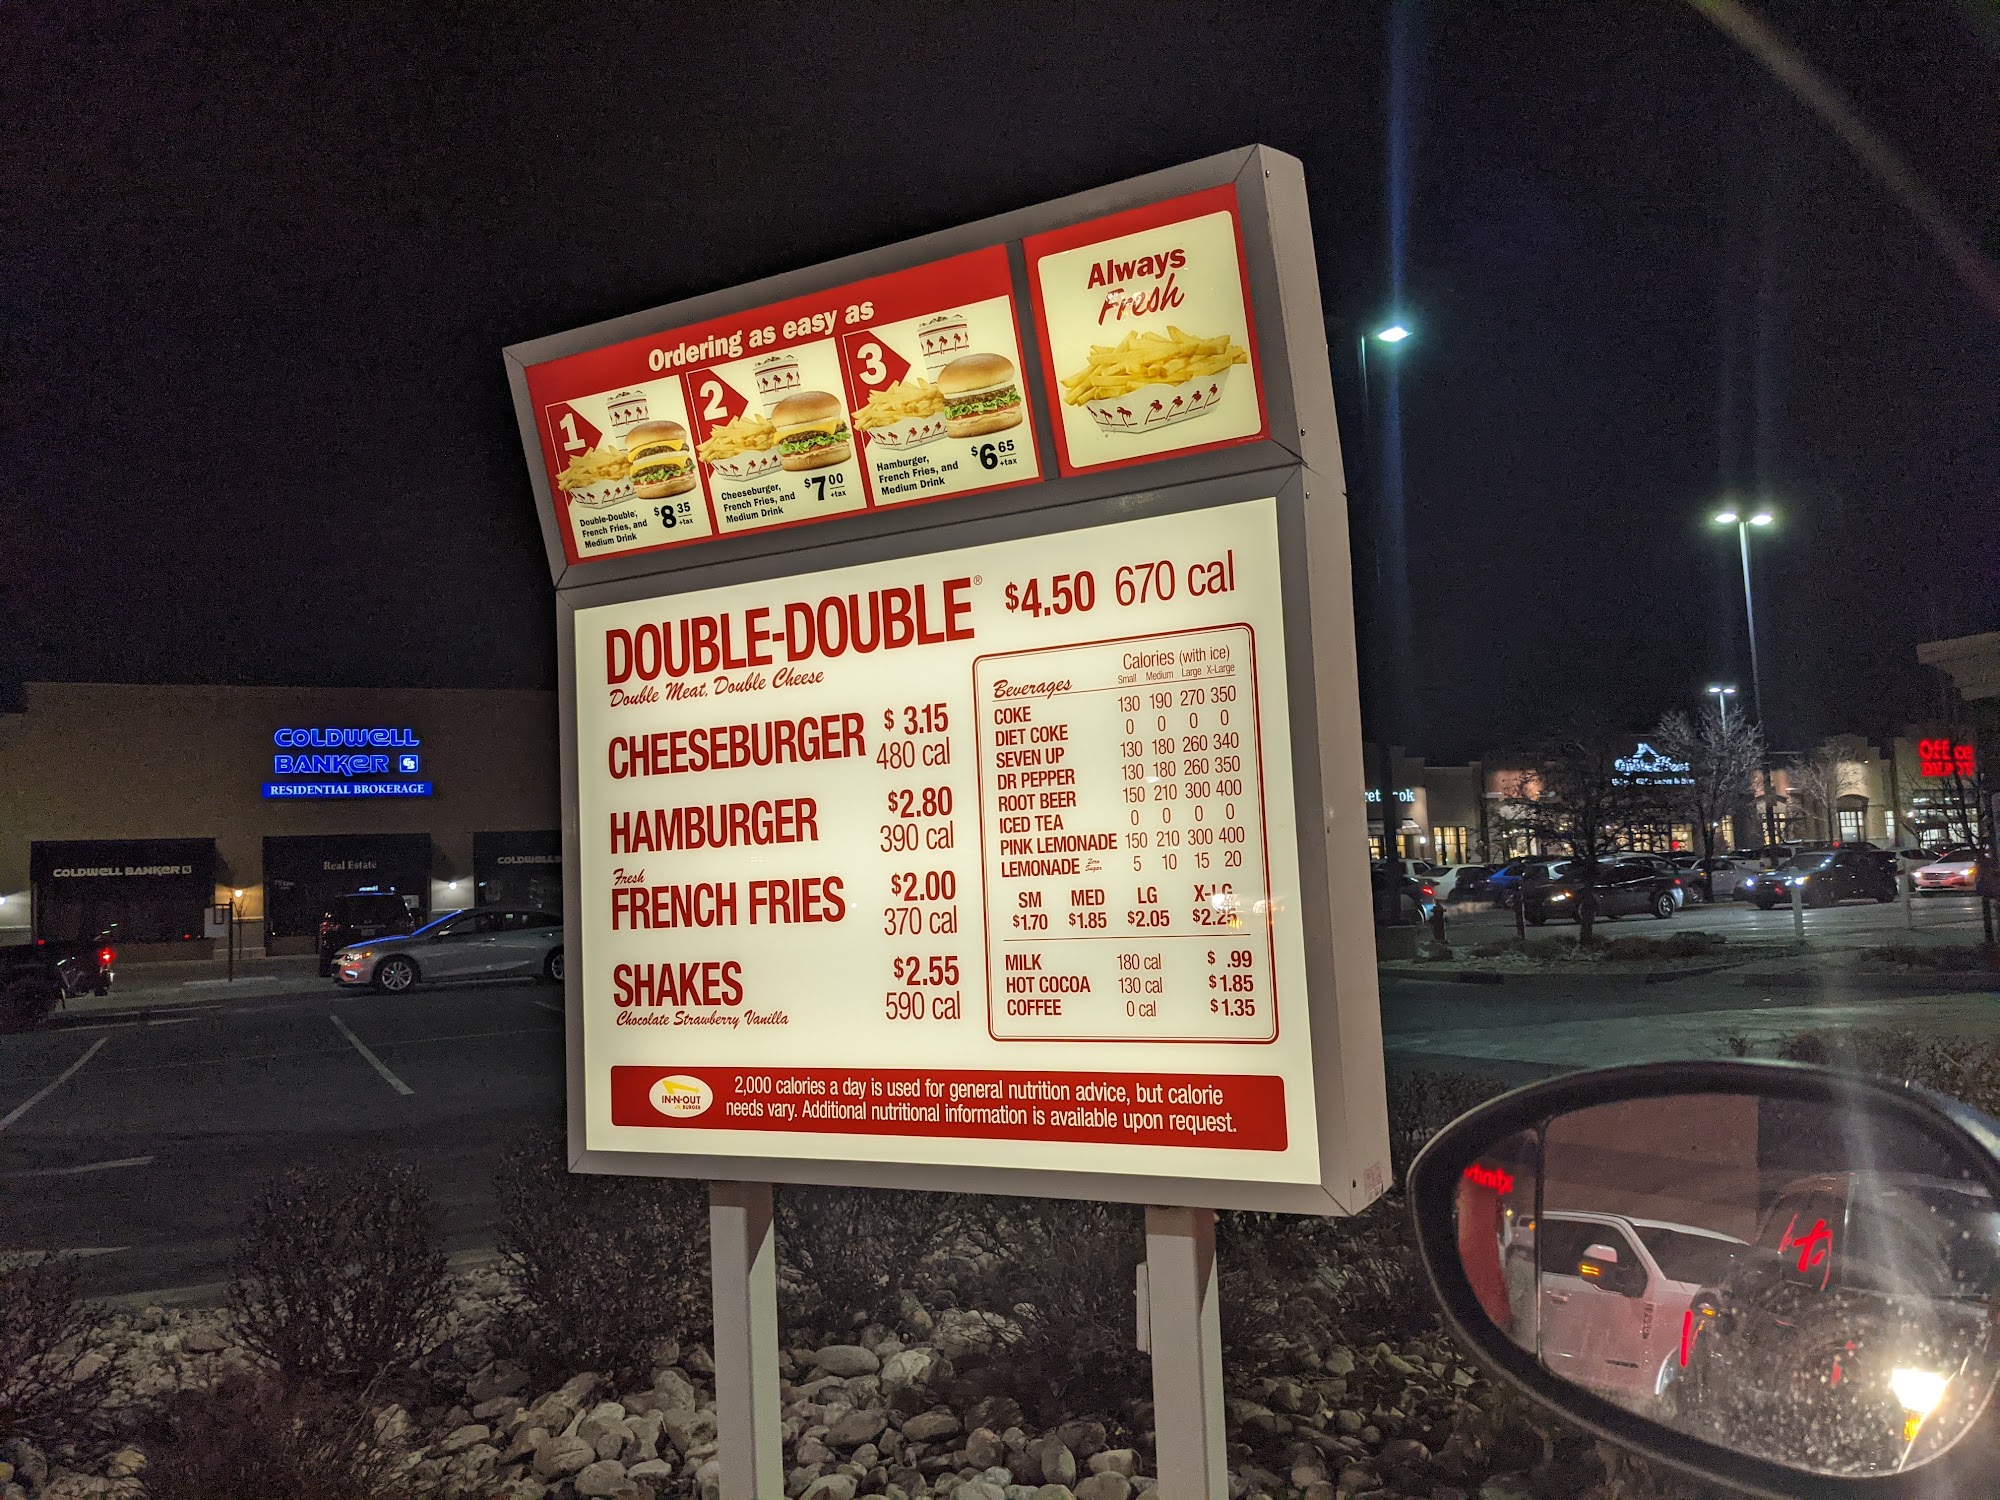 Ordering as easy as
1
Double-Double,
French Fries, and
Medium Drink
$8 35
+tax
2
Cheeseburger,
French Fries, and
Medium Drink
$7 00
+tax
3
Hamburger,
French Fries, and
Medium Drink
$6 65
+tax
Always
Fresh
DOUBLE-DOUBLE® $4.50 670 cal
Double Meat, Double Cheese
CHEESEBURGER $ 3.15
480 cal
HAMBURGER $2.80
390 cal
Fresh
FRENCH FRIES $2.00
370 cal
SHAKES $2.55
Chocolate Strawberry Vanilla 590 cal
Calories (with ice)
Beverages Small Medium Large X-Large
COKE 130 190 270 350
DIET COKE 0 0 0 0
SEVEN UP 130 180 260 340
DR PEPPER 130 180 260 350
ROOT BEER 150 210 300 400
ICED TEA 0 0 0 0
PINK LEMONADE 150 210 300 400
LEMONADE Zero Sugar 5 10 15 20
SM MED LG X-LG
$1.70 $1.85 $2.05 $2.25
MILK 180 cal $ .99
HOT COCOA 130 cal $1.85
COFFEE 0 cal $1.35
IN-N-OUT
BURGER
2,000 calories a day is used for general nutrition advice, but calorie
needs vary. Additional nutritional information is available upon request.
COLDWELL
BANKER CB
RESIDENTIAL BROKERAGE
COLDWELL BANKER
Real Estate
COLDWELL
Office
DEPOT